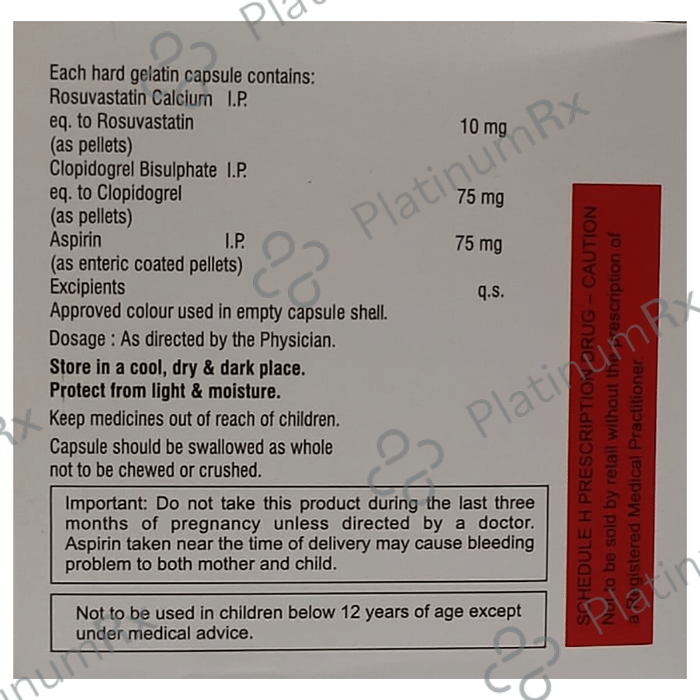 Each hard gelatin capsule contains:
Rosuvastatin Calcium I.P.
eq. to Rosuvastatin 10 mg
(as pellets)
Clopidogrel Bisulphate I.P.
eq. to Clopidogrel 75 mg
(as pellets)
Aspirin I.P. 75 mg
(as enteric coated pellets)
Excipients q.s.
Approved colour used in empty capsule shell.
Dosage : As directed by the Physician.
Store in a cool, dry & dark place.
Protect from light & moisture.
Keep medicines out of reach of children.
Capsule should be swallowed as whole
not to be chewed or crushed.
Important: Do not take this product during the last three
months of pregnancy unless directed by a doctor.
Aspirin taken near the time of delivery may cause bleeding
problem to both mother and child.
Not to be used in children below 12 years of age except
under medical advice.
SCHEDULE H PRESCRIPTION DRUG – CAUTION
Not to be sold by retail without the prescription of
a Registered Medical Practitioner
PlatinumRx
PlatinumRx
PlatinumRx
PlatinumRx